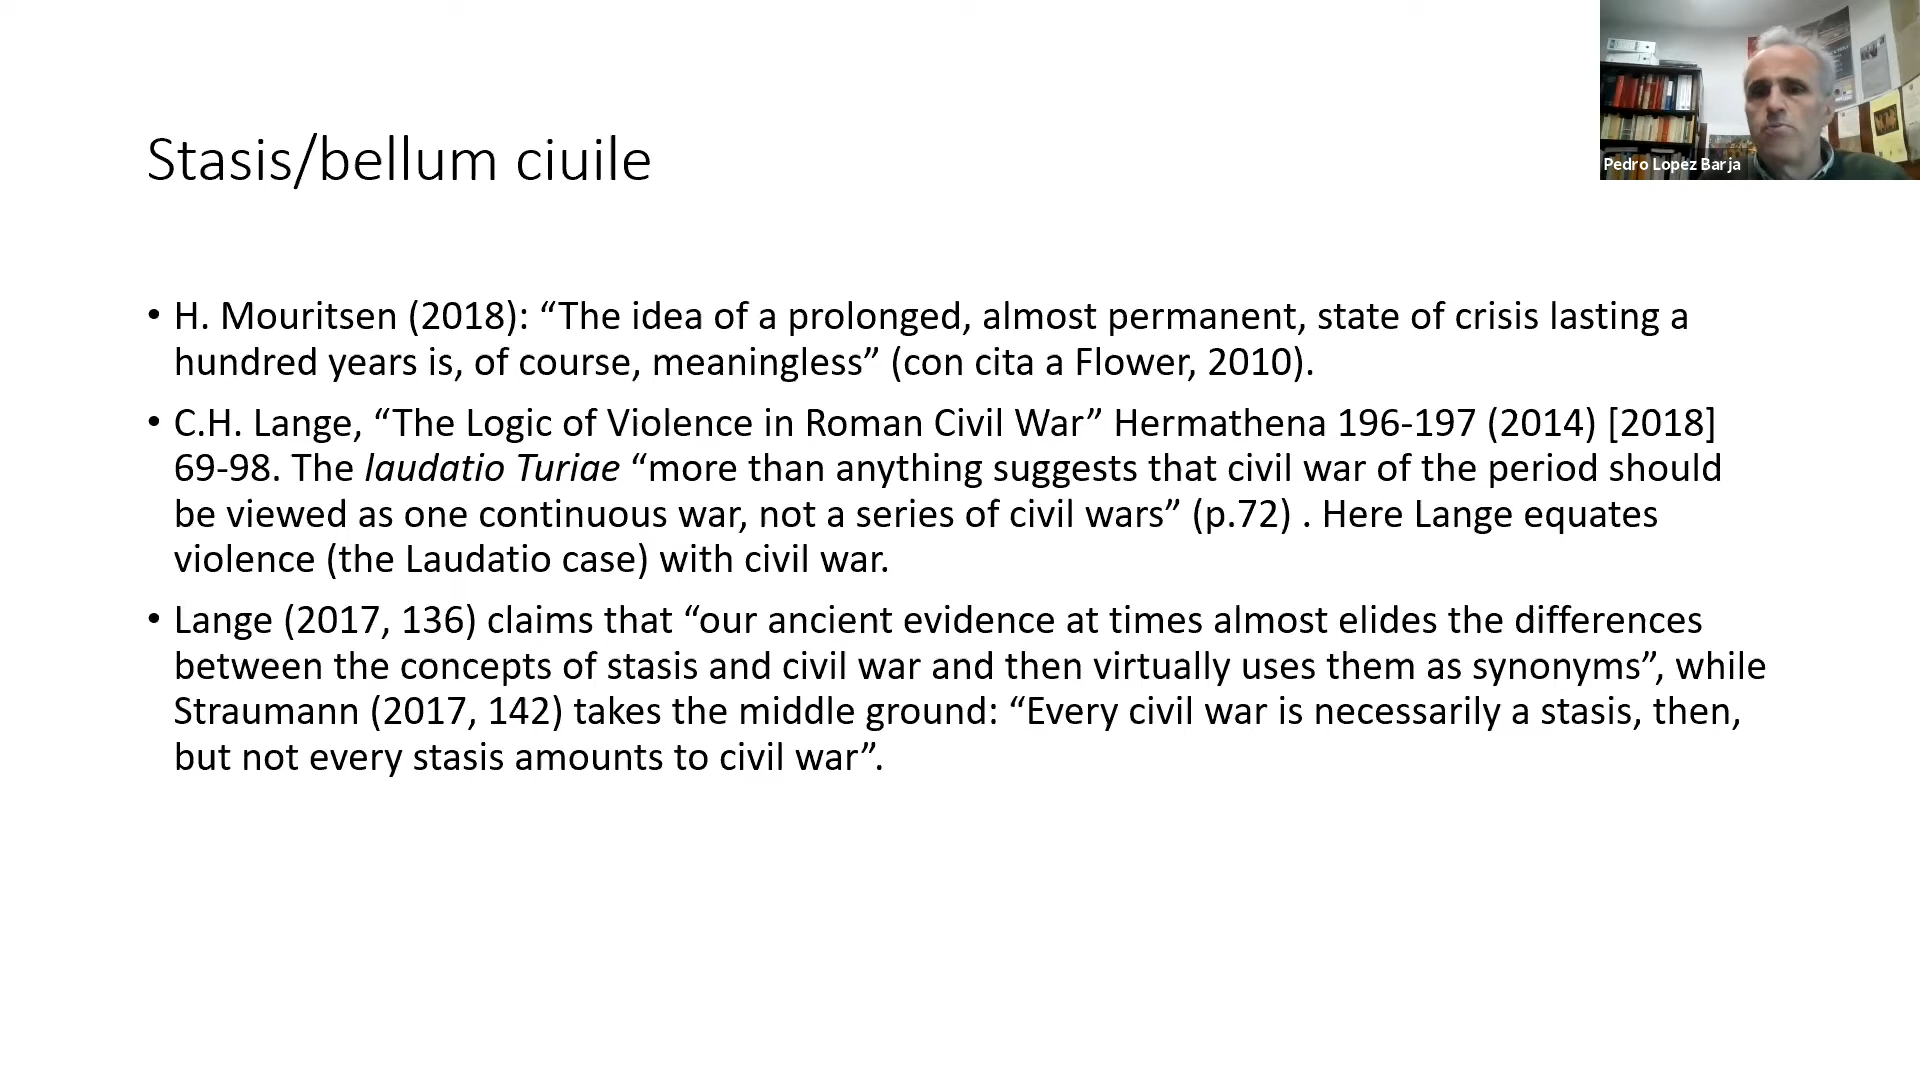 Stasis/bellum ciuile
Pedro Lopez Barja
• H. Mouritsen (2018): “The idea of a prolonged, almost permanent, state of crisis lasting a
hundred years is, of course, meaningless” (con cita a Flower, 2010).
• C.H. Lange, “The Logic of Violence in Roman Civil War” Hermathena 196-197 (2014) [2018]
69-98. The laudatio Turiae “more than anything suggests that civil war of the period should
be viewed as one continuous war, not a series of civil wars” (p.72) . Here Lange equates
violence (the Laudatio case) with civil war.
• Lange (2017, 136) claims that “our ancient evidence at times almost elides the differences
between the concepts of stasis and civil war and then virtually uses them as synonyms”, while
Straumann (2017, 142) takes the middle ground: “Every civil war is necessarily a stasis, then,
but not every stasis amounts to civil war”.